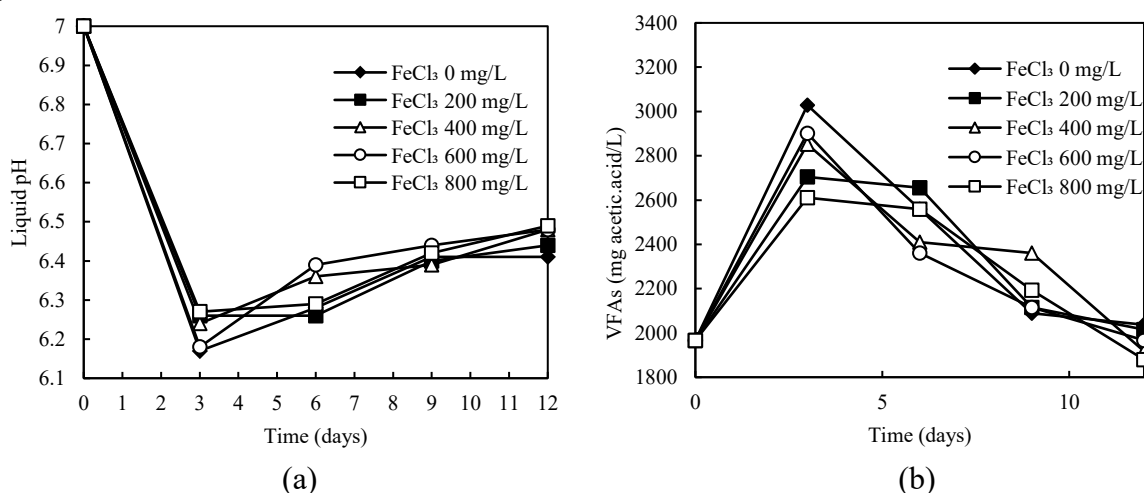 7
6.9
6.8
6.7
6.6
6.5
6.4
6.3
6.2
6.1
Liquid pH
FeCl₃ 0 mg/L
FeCl₃ 200 mg/L
FeCl₃ 400 mg/L
FeCl₃ 600 mg/L
FeCl₃ 800 mg/L
0 1 2 3 4 5 6 7 8 9 10 11 12
Time (days)
(a)
3400
3200
3000
2800
2600
2400
2200
2000
1800
VFAs (mg acetic.acid/L)
FeCl₃ 0 mg/L
FeCl₃ 200 mg/L
FeCl₃ 400 mg/L
FeCl₃ 600 mg/L
FeCl₃ 800 mg/L
0 5 10
Time (days)
(b)